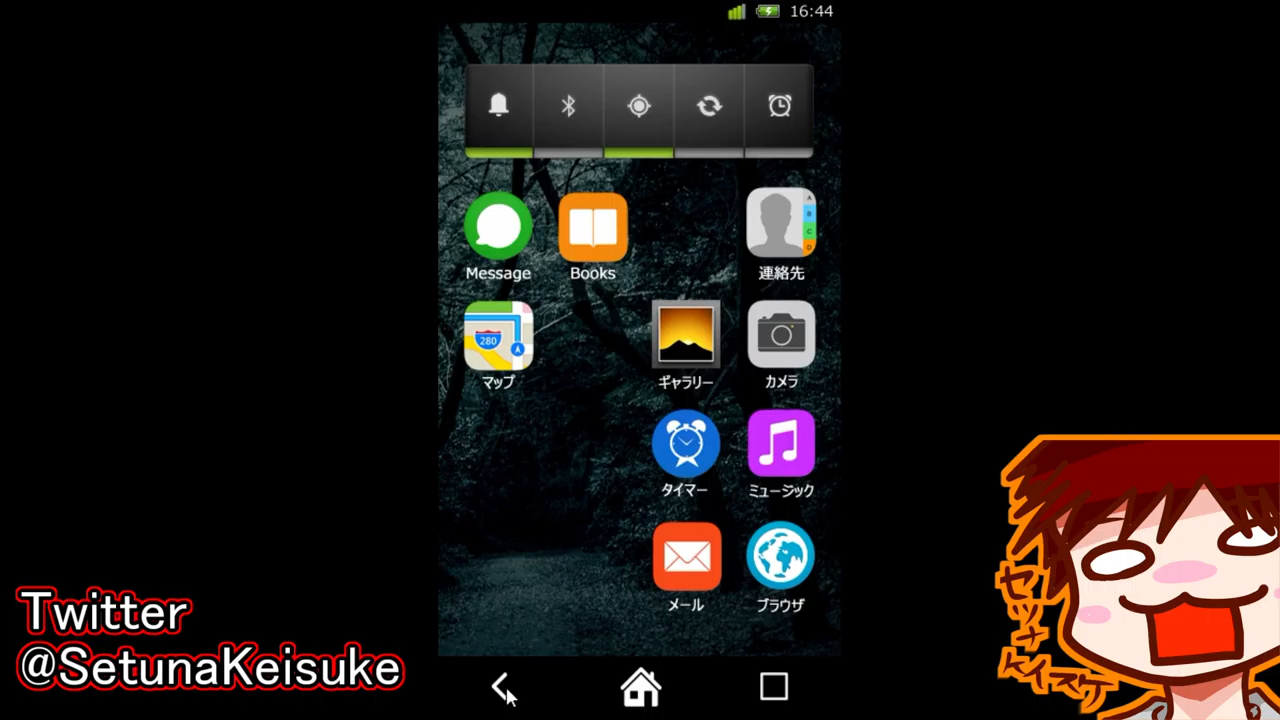 16:44
A
B
C
D
Message
Books
連絡先
280
マップ
ギャラリー
カメラ
タイマー
ミュージック
メール
ブラウザ
Twitter
@SetunaKeisuke
セツナ
ケイスケ